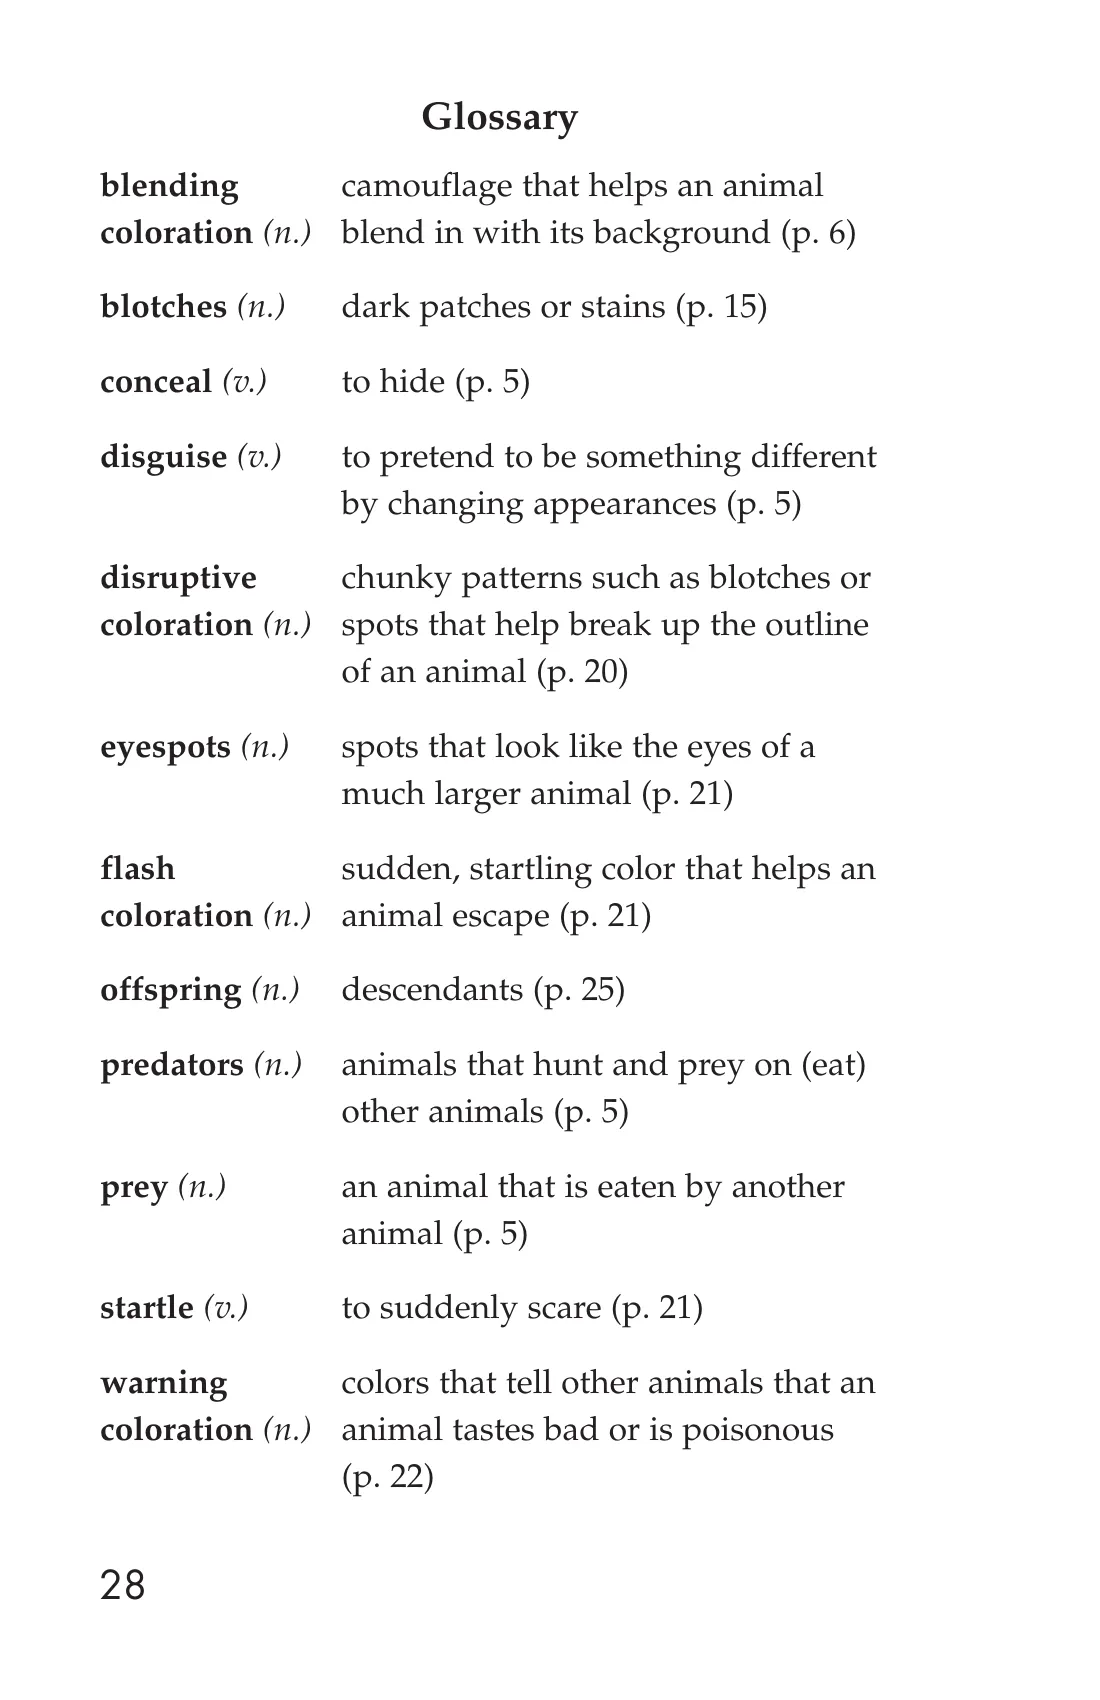 Glossary
blending camouflage that helps an animal
coloration (n.) blend in with its background (p. 6)
blotches (n.) dark patches or stains (p. 15)
conceal (v.) to hide (p. 5)
disguise (v.) to pretend to be something different
by changing appearances (p. 5)
disruptive chunky patterns such as blotches or
coloration (n.) spots that help break up the outline
of an animal (p. 20)
eyespots (n.) spots that look like the eyes of a
much larger animal (p. 21)
flash sudden, startling color that helps an
coloration (n.) animal escape (p. 21)
offspring (n.) descendants (p. 25)
predators (n.) animals that hunt and prey on (eat)
other animals (p. 5)
prey (n.) an animal that is eaten by another
animal (p. 5)
startle (v.) to suddenly scare (p. 21)
warning colors that tell other animals that an
coloration (n.) animal tastes bad or is poisonous
(p. 22)
28